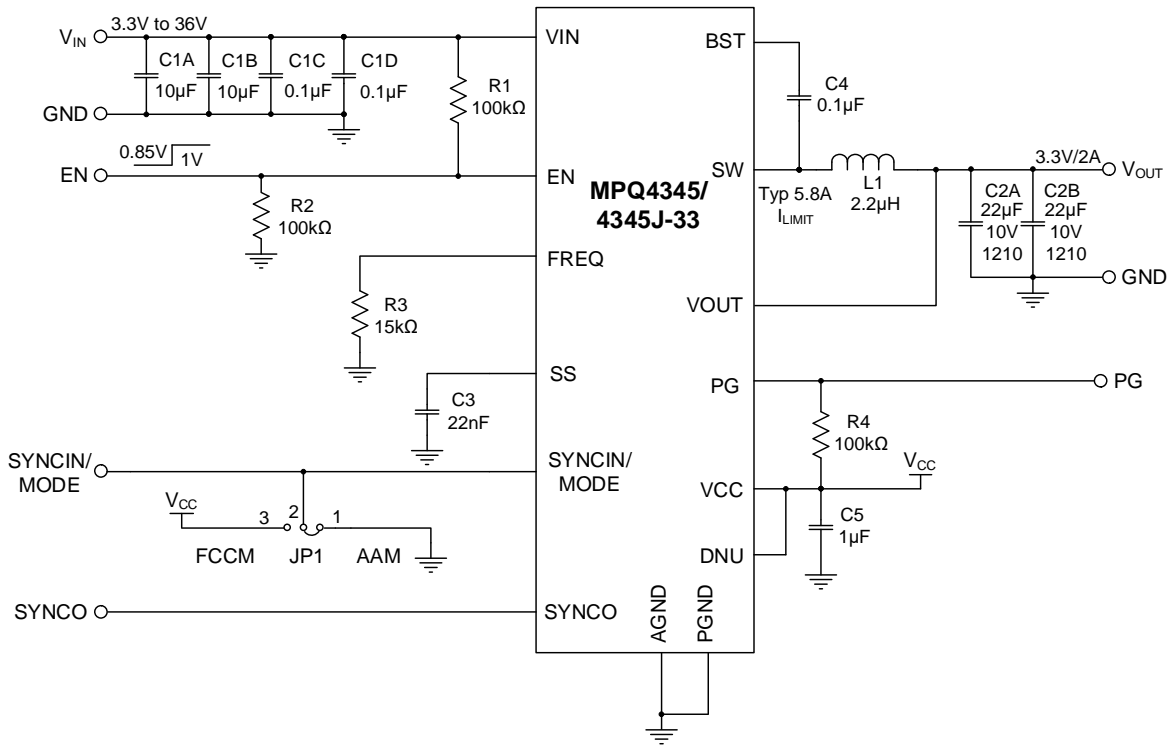 3.3V to 36V
VIN
VIN
BST
C1A
10µF
C1B
10µF
C1C
0.1µF
C1D
0.1µF
R1
100kΩ
C4
0.1µF
GND
0.85V
1V
EN
EN
MPQ4345/
4345J-33
SW
Typ 5.8A
ILIMIT
L1
2.2µH
3.3V/2A
VOUT
C2A
22µF
10V
1210
C2B
22µF
10V
1210
GND
R2
100kΩ
FREQ
R3
15kΩ
VOUT
SS
C3
22nF
PG
PG
R4
100kΩ
SYNCIN/
MODE
SYNCIN/
MODE
VCC
VCC
VCC
3
2
1
FCCM
JP1
AAM
C5
1µF
DNU
SYNCO
SYNCO
AGND
PGND